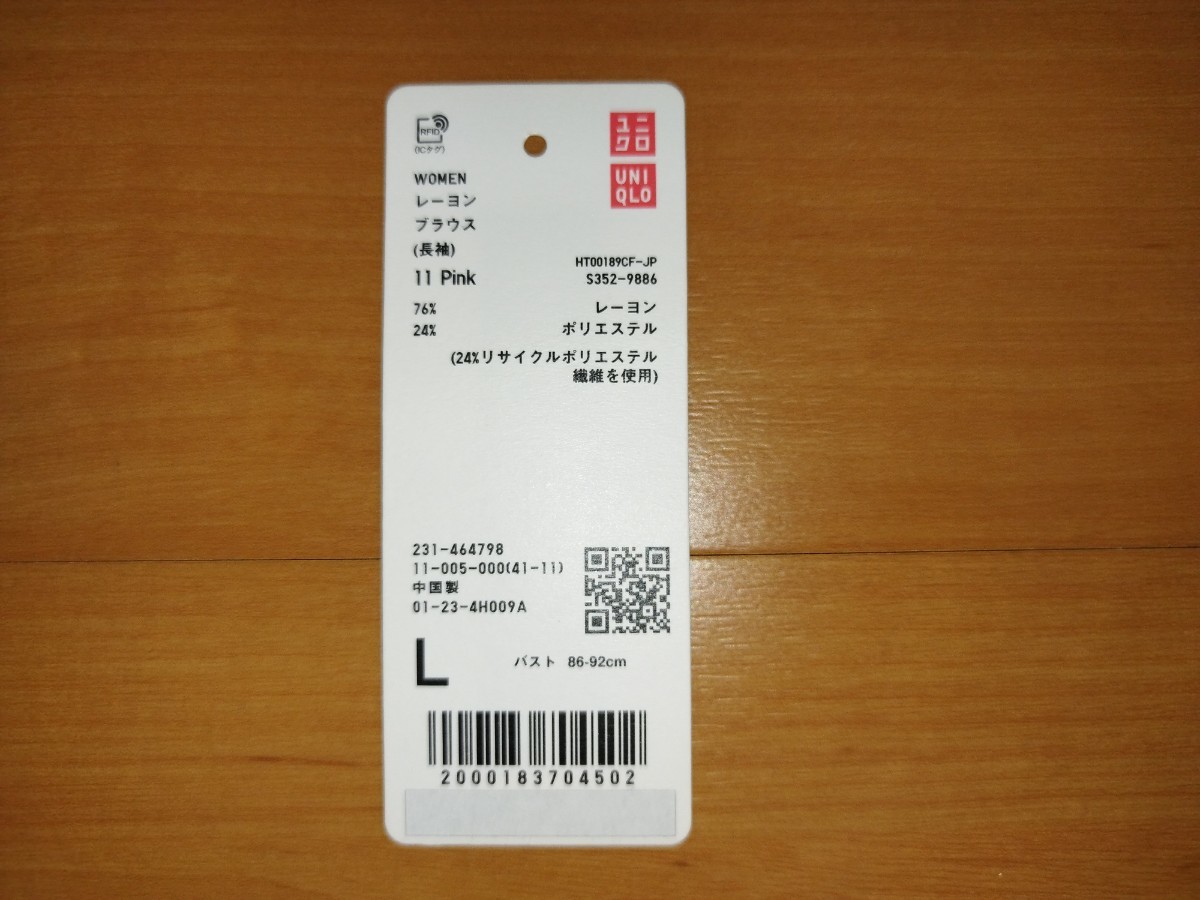 RFID
(ICタグ)
ユニ
クロ
UNI
QLO
WOMEN
レーヨン
ブラウス
(長袖)
11 Pink
HT00189CF-JP
S352-9886
76% レーヨン
24% ポリエステル
(24%リサイクルポリエステル
繊維を使用)
231-464798
11-005-000(41-11)
中国製
01-23-4H009A
L バスト 86-92cm
2000183704502